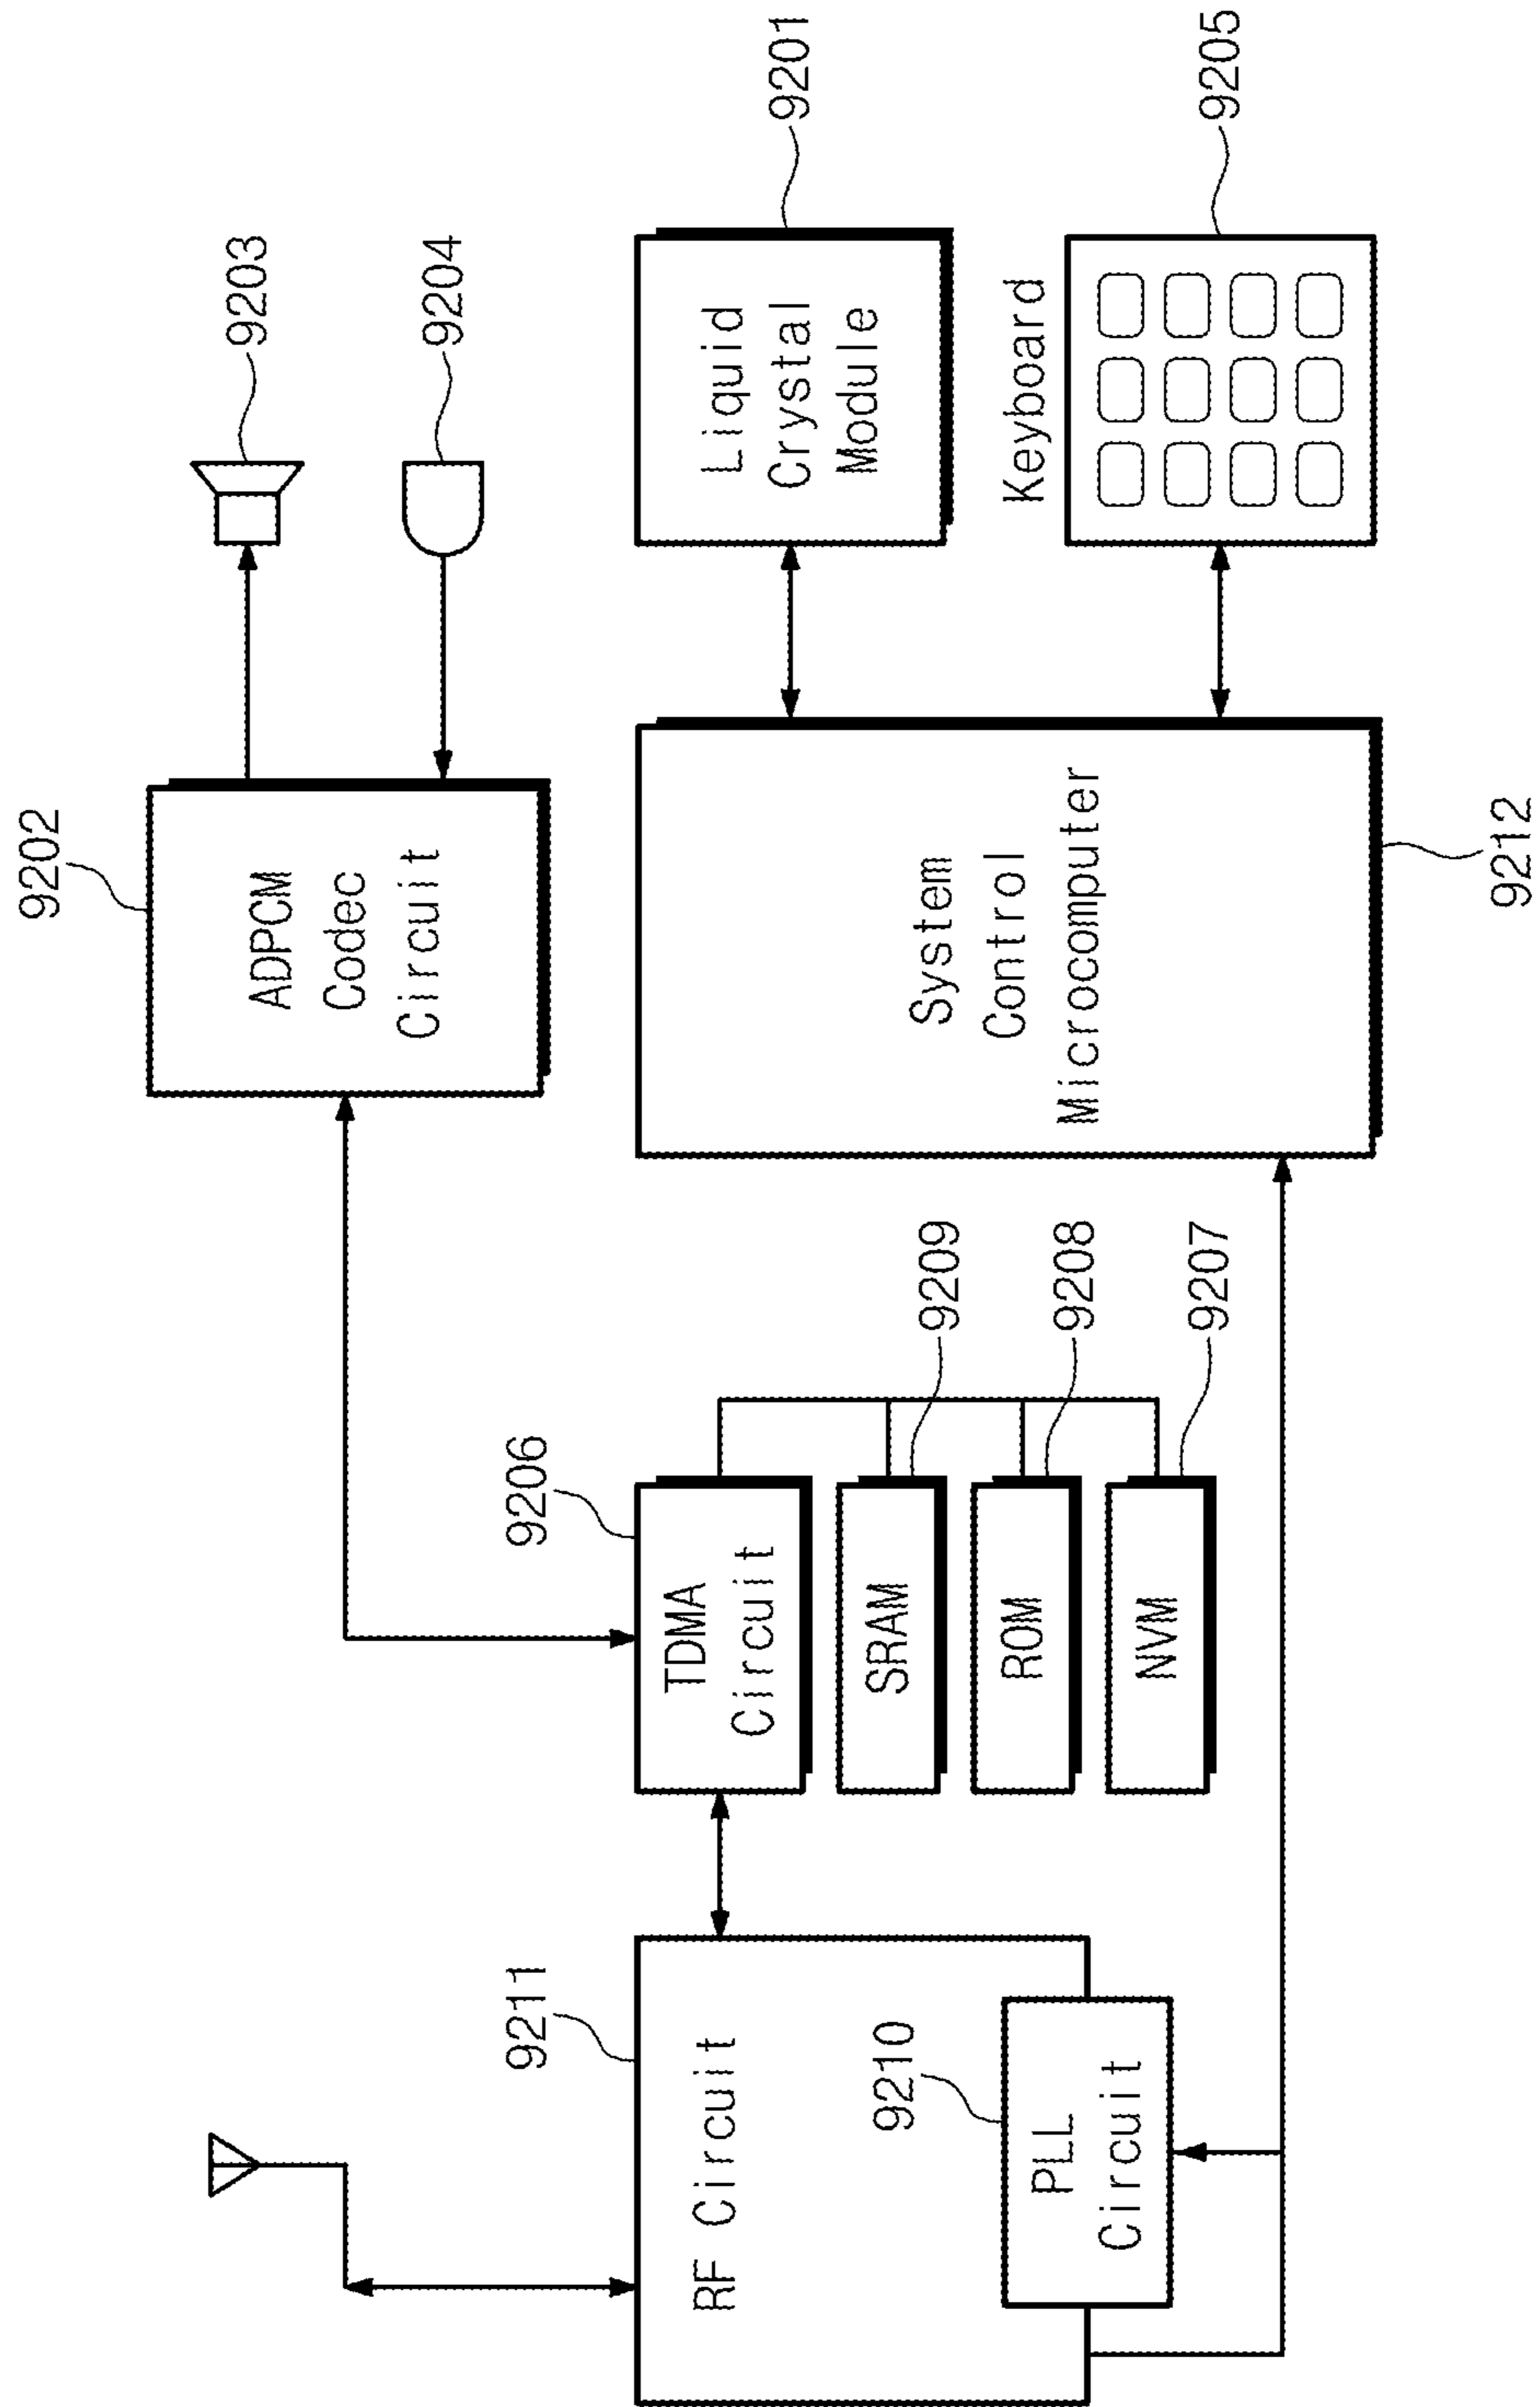 9202
ADPCM
Codec
Circuit
9203
9204
9211
RF Circuit
9210
PLL
Circuit
9206
TDMA
Circuit
SRAM
9209
ROM
9208
NVM
9207
System
Control
Microcomputer
9212
Liquid
Crystal
Module
9201
Keyboard
9205